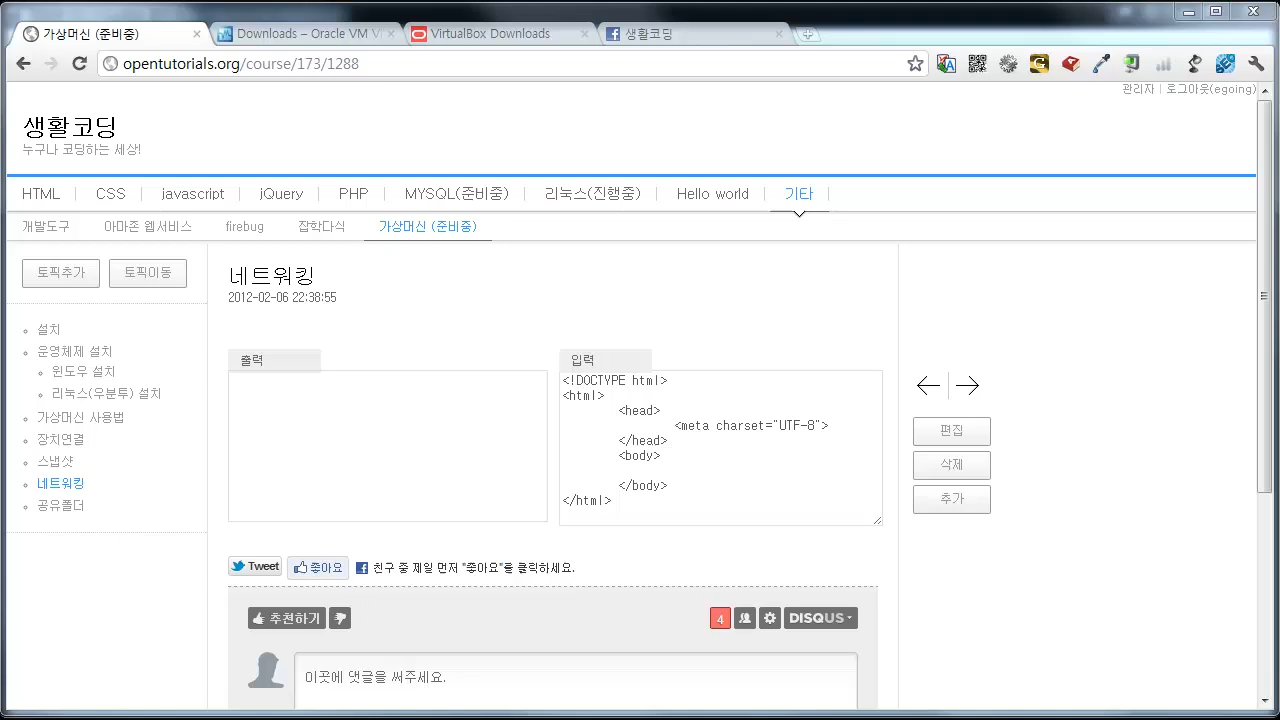 가상머신 (준비중)
Downloads – Oracle VM Vi
VirtualBox Downloads
생활코딩
opentutorials.org/course/173/1288
관리자 | 로그아웃(egoing)
생활코딩
누구나 코딩하는 세상!
HTML CSS javascript jQuery PHP MYSQL(준비중) 리눅스(진행중) Hello world 기타
개발도구 아마존 웹서비스 firebug 잡학다식 가상머신 (준비중)
토픽추가 토픽이동
설치
운영체제 설치
윈도우 설치
리눅스(우분투) 설치
가상머신 사용법
장치연결
스냅샷
네트워킹
공유폴더
네트워킹
2012-02-06 22:38:55
출력
입력
<!DOCTYPE html>
<html>
<head>
<meta charset="UTF-8">
</head>
<body>
</body>
</html>
편집
삭제
추가
Tweet 좋아요 친구 중 제일 먼저 "좋아요"를 클릭하세요.
추천하기 4 DISQUS
이곳에 댓글을 써주세요.